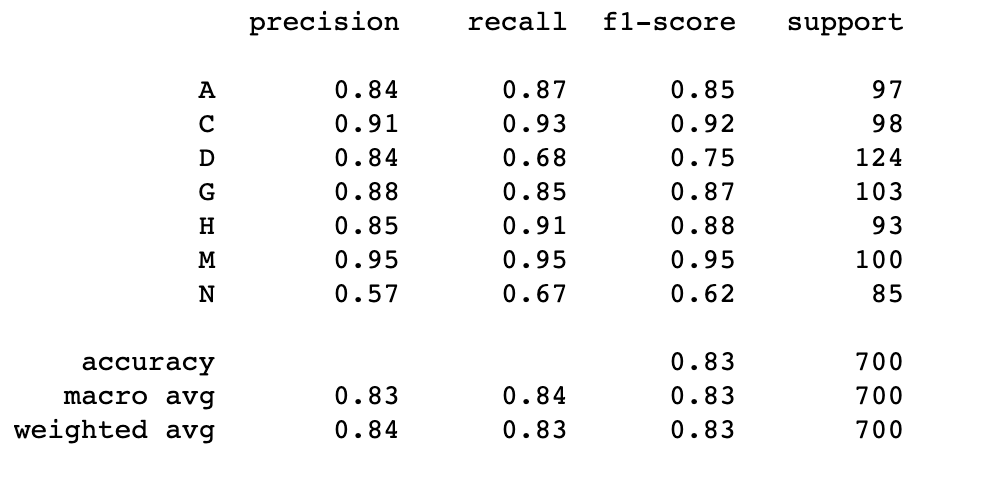 precision recall f1-score support
A 0.84 0.87 0.85 97
C 0.91 0.93 0.92 98
D 0.84 0.68 0.75 124
G 0.88 0.85 0.87 103
H 0.85 0.91 0.88 93
M 0.95 0.95 0.95 100
N 0.57 0.67 0.62 85
accuracy 0.83 700
macro avg 0.83 0.84 0.83 700
weighted avg 0.84 0.83 0.83 700